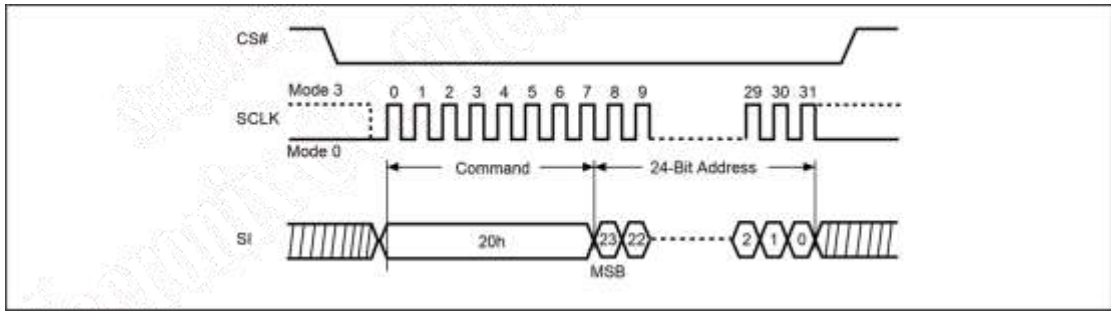 CS#
Mode 3
0 1 2 3 4 5 6 7 8 9 29 30 31
SCLK
Mode 0
Command 24-Bit Address
SI 20h 23 22 2 1 0
MSB